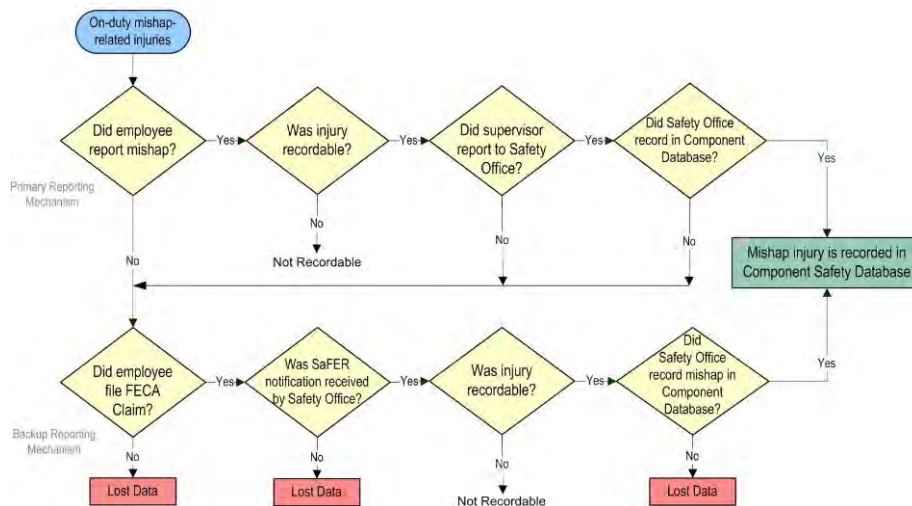 On-duty mishap-
related injuries
Did employee
report mishap?
Yes
Was injury
recordable?
Yes
Did supervisor
report to Safety
Office?
Yes
Did Safety Office
record in Component
Database?
Yes
Primary Reporting
Mechanism
No
No
No
No
Not Recordable
Mishap injury is recorded in
Component Safety Database
Did employee
file FECA
Claim?
Yes
Was SaFER
notification received
by Safety Office?
Yes
Was injury
recordable?
Yes
Did
Safety Office
record mishap in
Component
Database?
Yes
Backup Reporting
Mechanism
No
No
No
No
Lost Data
Lost Data
Not Recordable
Lost Data